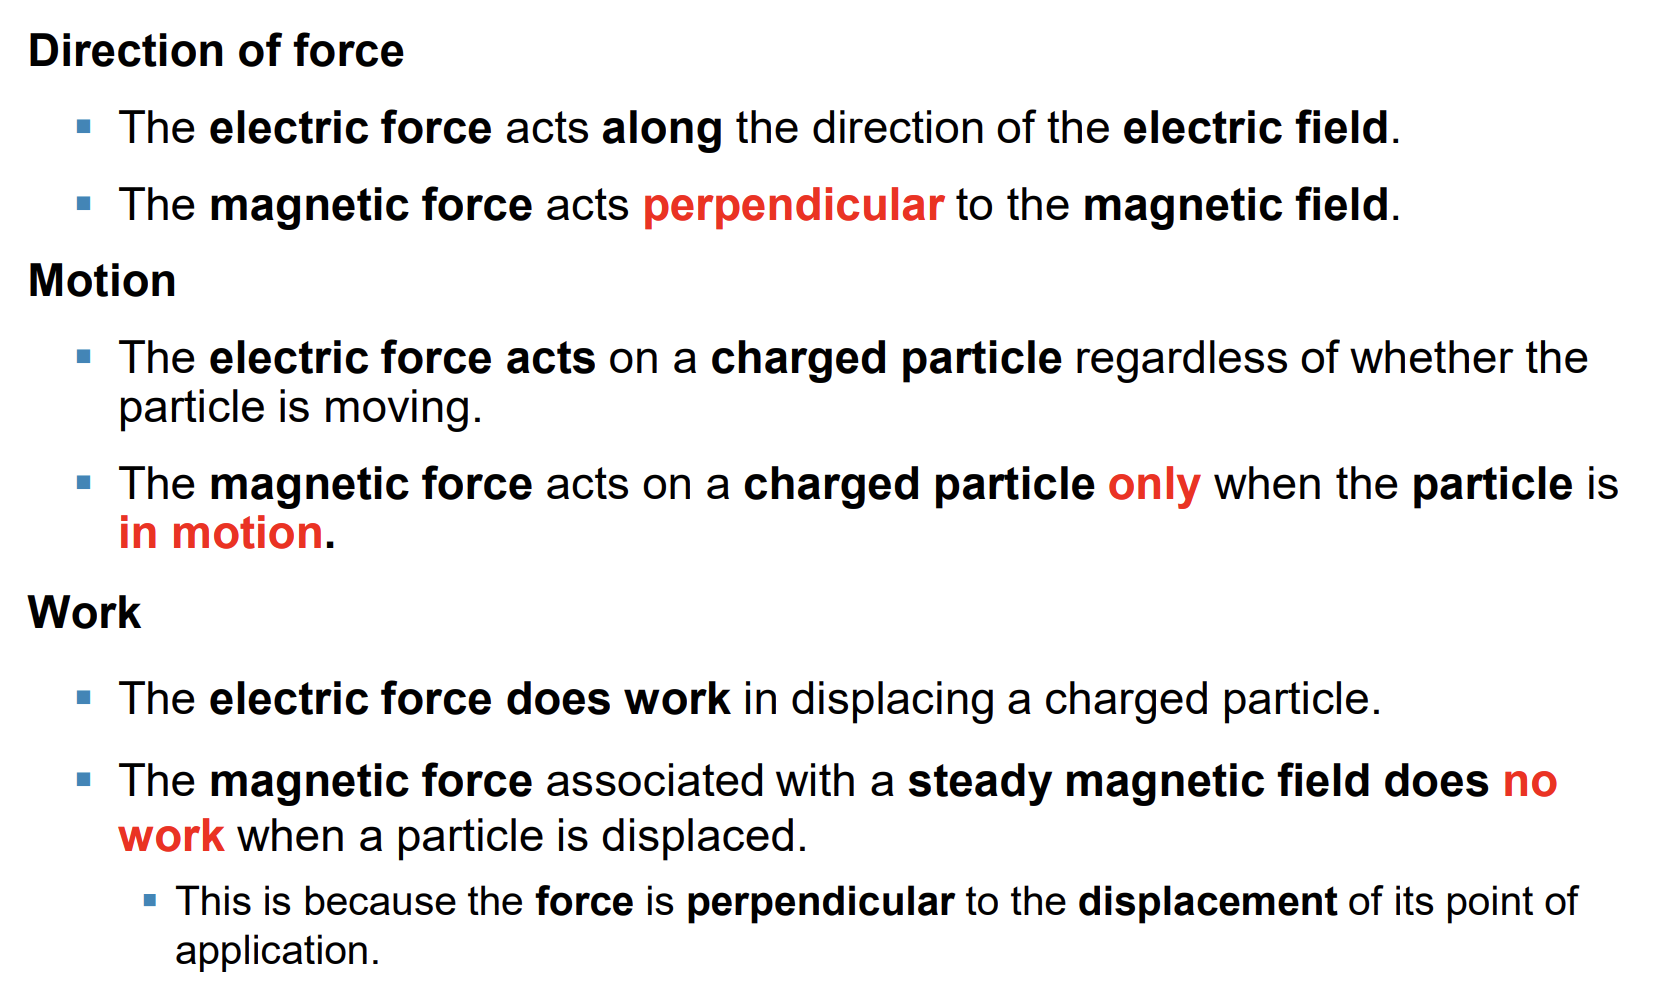 Direction of force
▪ The electric force acts along the direction of the electric field.
▪ The magnetic force acts perpendicular to the magnetic field.
Motion
▪ The electric force acts on a charged particle regardless of whether the
particle is moving.
▪ The magnetic force acts on a charged particle only when the particle is
in motion.
Work
▪ The electric force does work in displacing a charged particle.
▪ The magnetic force associated with a steady magnetic field does no
work when a particle is displaced.
▪ This is because the force is perpendicular to the displacement of its point of
application.